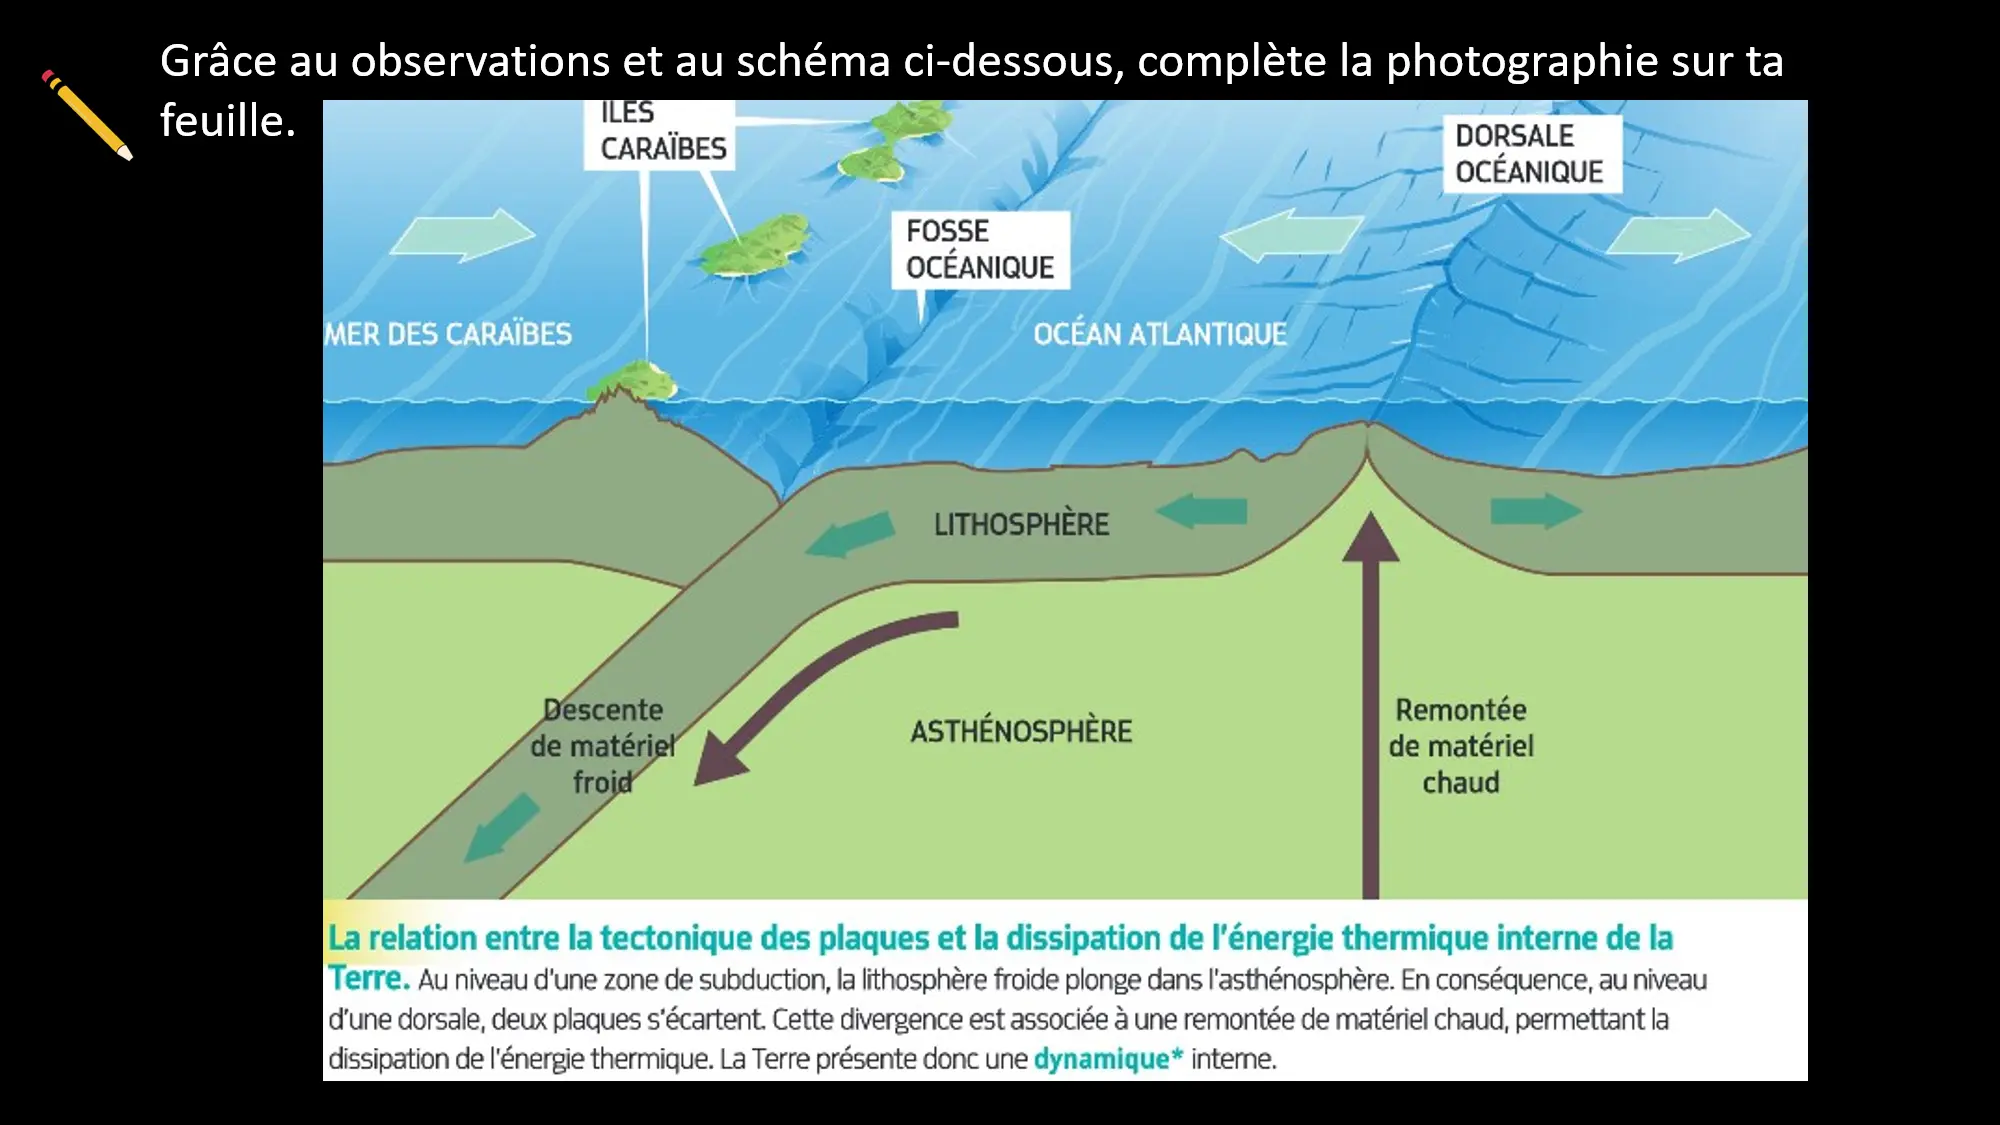 Grâce au observations et au schéma ci-dessous, complète la photographie sur ta
feuille.
ILES
CARAÏBES
DORSALE
OCÉANIQUE
FOSSE
OCÉANIQUE
MER DES CARAÏBES
OCÉAN ATLANTIQUE
LITHOSPHÈRE
Descente
de matériel
froid
ASTHÉNOSPHÈRE
Remontée
de matériel
chaud
La relation entre la tectonique des plaques et la dissipation de l'énergie thermique interne de la
Terre. Au niveau d'une zone de subduction, la lithosphère froide plonge dans l'asthénosphère. En conséquence, au niveau
d'une dorsale, deux plaques s'écartent. Cette divergence est associée à une remontée de matériel chaud, permettant la
dissipation de l'énergie thermique. La Terre présente donc une dynamique* interne.